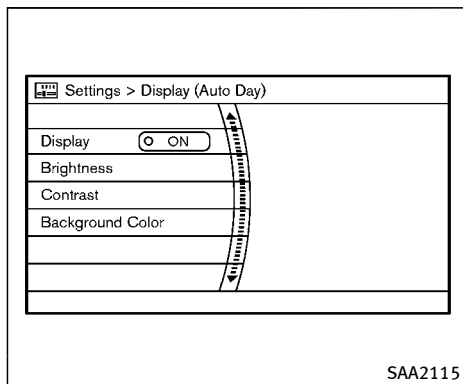 Settings > Display (Auto Day)
Display ON
Brightness
Contrast
Background Color
SAA2115